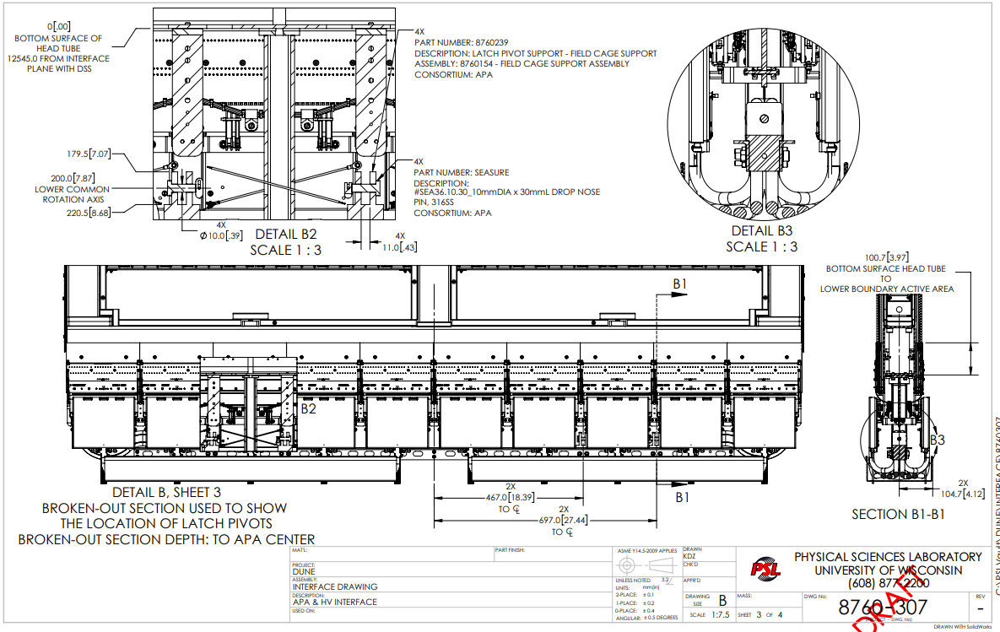 0[.00]
BOTTOM SURFACE OF
HEAD TUBE
12545.0 FROM INTERFACE
PLANE WITH DSS
4X
PART NUMBER: 8760239
DESCRIPTION: LATCH PIVOT SUPPORT - FIELD CAGE SUPPORT
ASSEMBLY: 8760154 - FIELD CAGE SUPPORT ASSEMBLY
CONSORTIUM: APA
179.5[7.07]
200.0[7.87]
LOWER COMMON
ROTATION AXIS
220.5[8.68]
4X
PART NUMBER: SEASURE
DESCRIPTION:
#SEA36.10.30_10mmDIA x 30mmL DROP NOSE
PIN, 316SS
CONSORTIUM: APA
4X
Ø10.0[.39]
DETAIL B2
SCALE 1 : 3
4X
11.0[.43]
DETAIL B3
SCALE 1 : 3
100.7[3.97]
BOTTOM SURFACE HEAD TUBE
TO
LOWER BOUNDARY ACTIVE AREA
B1
B2
B3
B1
2X
467.0[18.39]
TO ℄
2X
697.0[27.44]
TO ℄
2X
104.7[4.12]
SECTION B1-B1
DETAIL B, SHEET 3
BROKEN-OUT SECTION USED TO SHOW
THE LOCATION OF LATCH PIVOTS
BROKEN-OUT SECTION DEPTH: TO APA CENTER
MAT'L:
PART FINISH:
PROJECT:
DUNE
ASSEMBLY:
INTERFACE DRAWING
DESCRIPTION:
APA & HV INTERFACE
USED ON:
ASME Y14.5-2009 APPLIES
UNLESS NOTED 3.2
UNITS: mm(in)
2-PLACE: ± 0.1
1-PLACE: ± 0.2
0-PLACE: ± 0.4
ANGULAR: ± 0.5 DEGREES
DRAWN
KDZ
CHK'D
APPR'D
DRAWING
SIZE B
MASS:
SCALE 1:7.5 SHEET 3 OF 4
PSL
PHYSICAL SCIENCES LABORATORY
UNIVERSITY OF WISCONSIN
(608) 877-2200
DWG No:
8760-307
REV
-
DRAFT
DRAWN WITH SolidWorks